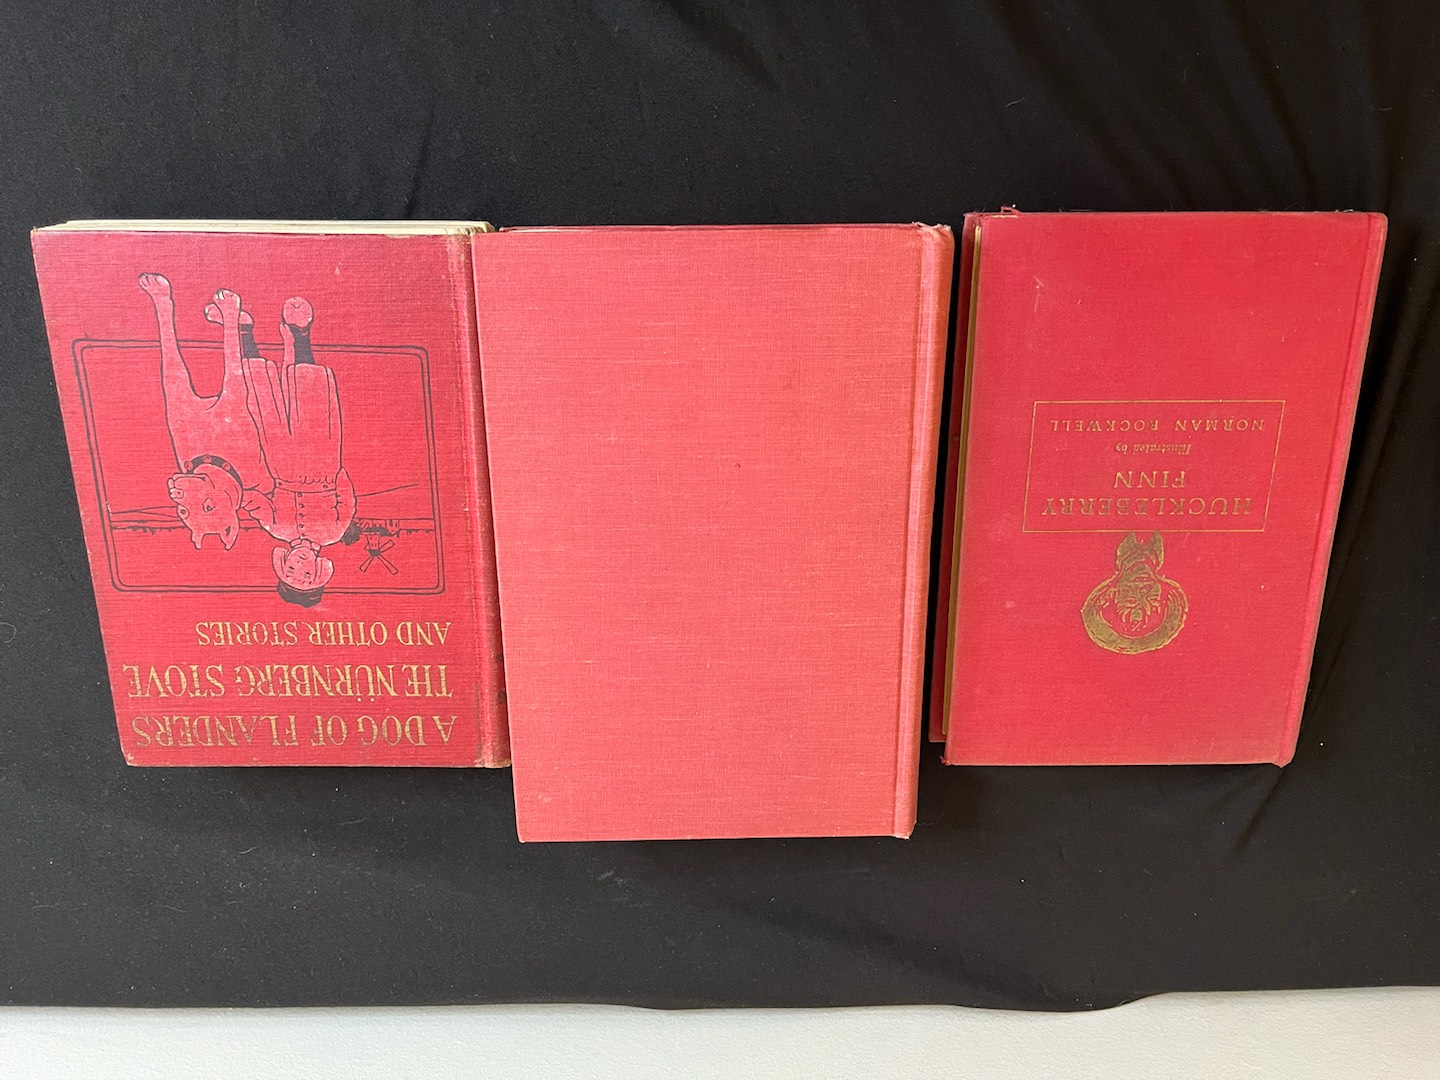 A DOG OF FLANDERS
THE NÜRNBERG STOVE
AND OTHER STORIES
HUCKLEBERRY
FINN
Illustrated by
NORMAN ROCKWELL